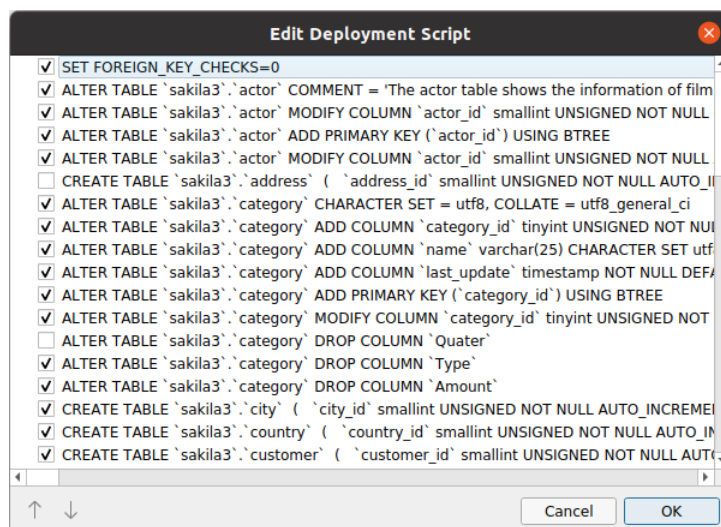 Edit Deployment Script
SET FOREIGN_KEY_CHECKS=0
ALTER TABLE `sakila3`.`actor` COMMENT = 'The actor table shows the information of film
ALTER TABLE `sakila3`.`actor` MODIFY COLUMN `actor_id` smallint UNSIGNED NOT NULL
ALTER TABLE `sakila3`.`actor` ADD PRIMARY KEY (`actor_id`) USING BTREE
ALTER TABLE `sakila3`.`actor` MODIFY COLUMN `actor_id` smallint UNSIGNED NOT NULL
CREATE TABLE `sakila3`.`address`  (   `address_id` smallint UNSIGNED NOT NULL
ALTER TABLE `sakila3`.`category` CHARACTER SET = utf8, COLLATE = utf8_general_ci
ALTER TABLE `sakila3`.`category` ADD COLUMN `category_id` tinyint UNSIGNED NOT
ALTER TABLE `sakila3`.`category` ADD COLUMN `name` varchar(25) CHARACTER SET
ALTER TABLE `sakila3`.`category` ADD COLUMN `last_update` timestamp NOT NULL
ALTER TABLE `sakila3`.`category` ADD PRIMARY KEY (`category_id`) USING BTREE
ALTER TABLE `sakila3`.`category` MODIFY COLUMN `category_id` tinyint UNSIGNED NOT
ALTER TABLE `sakila3`.`category` DROP COLUMN `Quater`
ALTER TABLE `sakila3`.`category` DROP COLUMN `Type`
ALTER TABLE `sakila3`.`category` DROP COLUMN `Amount`
CREATE TABLE `sakila3`.`city`  (   `city_id` smallint UNSIGNED NOT NULL
CREATE TABLE `sakila3`.`country`  (   `country_id` smallint UNSIGNED NOT NULL
CREATE TABLE `sakila3`.`customer`  (   `customer_id` smallint UNSIGNED NOT NULL
Cancel
OK